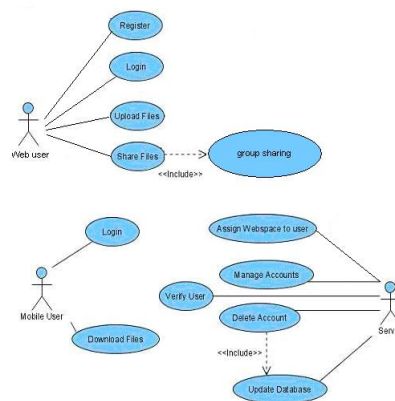 Register
Login
Upload Files
Web user
Share Files
group sharing
<<Include>>
Login
Assign Webspace to user
Manage Accounts
Verify User
Mobile User
Delete Account
Serv
Download Files
<<Include>>
Update Database